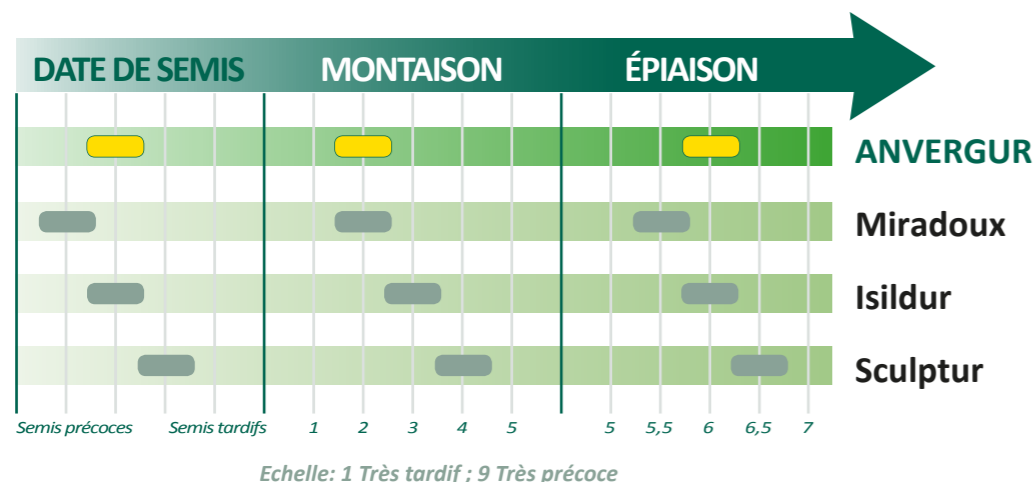 DATE DE SEMIS MONTAISON ÉPIAISON
ANVERGUR
Miradoux
Isildur
Sculptur
Semis précoces Semis tardifs 1 2 3 4 5 5 5,5 6 6,5 7
Echelle: 1 Très tardif ; 9 Très précoce